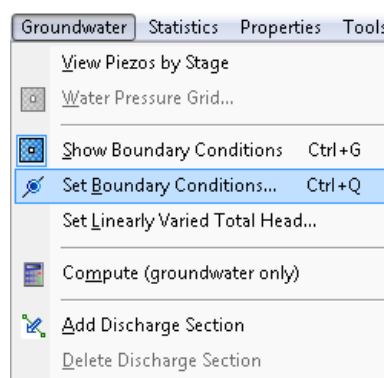 Groundwater Statistics Properties Tools
View Piezos by Stage
Water Pressure Grid...
Show Boundary Conditions Ctrl+G
Set Boundary Conditions... Ctrl+Q
Set Linearly Varied Total Head...
Compute (groundwater only)
Add Discharge Section
Delete Discharge Section